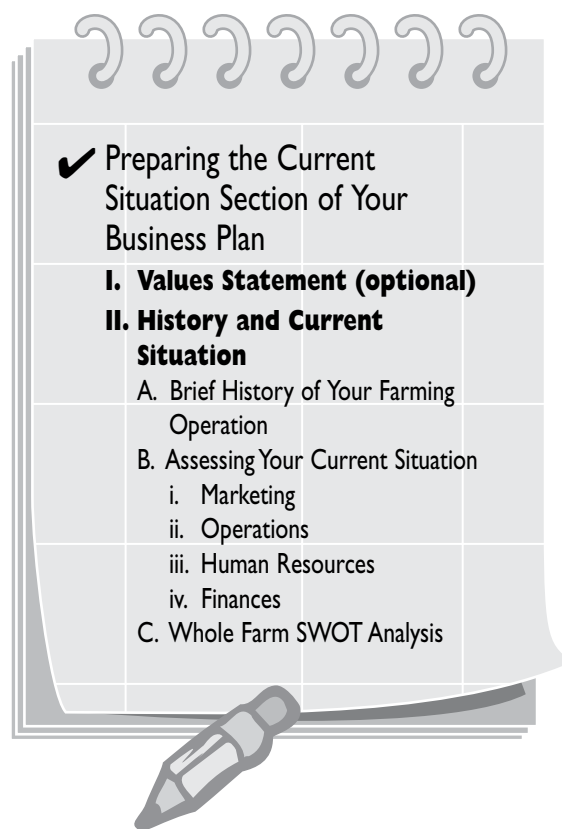 ✔ Preparing the Current
Situation Section of Your
Business Plan
I. Values Statement (optional)
II. History and Current
Situation
A. Brief History of Your Farming
Operation
B. Assessing Your Current Situation
i. Marketing
ii. Operations
iii. Human Resources
iv. Finances
C. Whole Farm SWOT Analysis